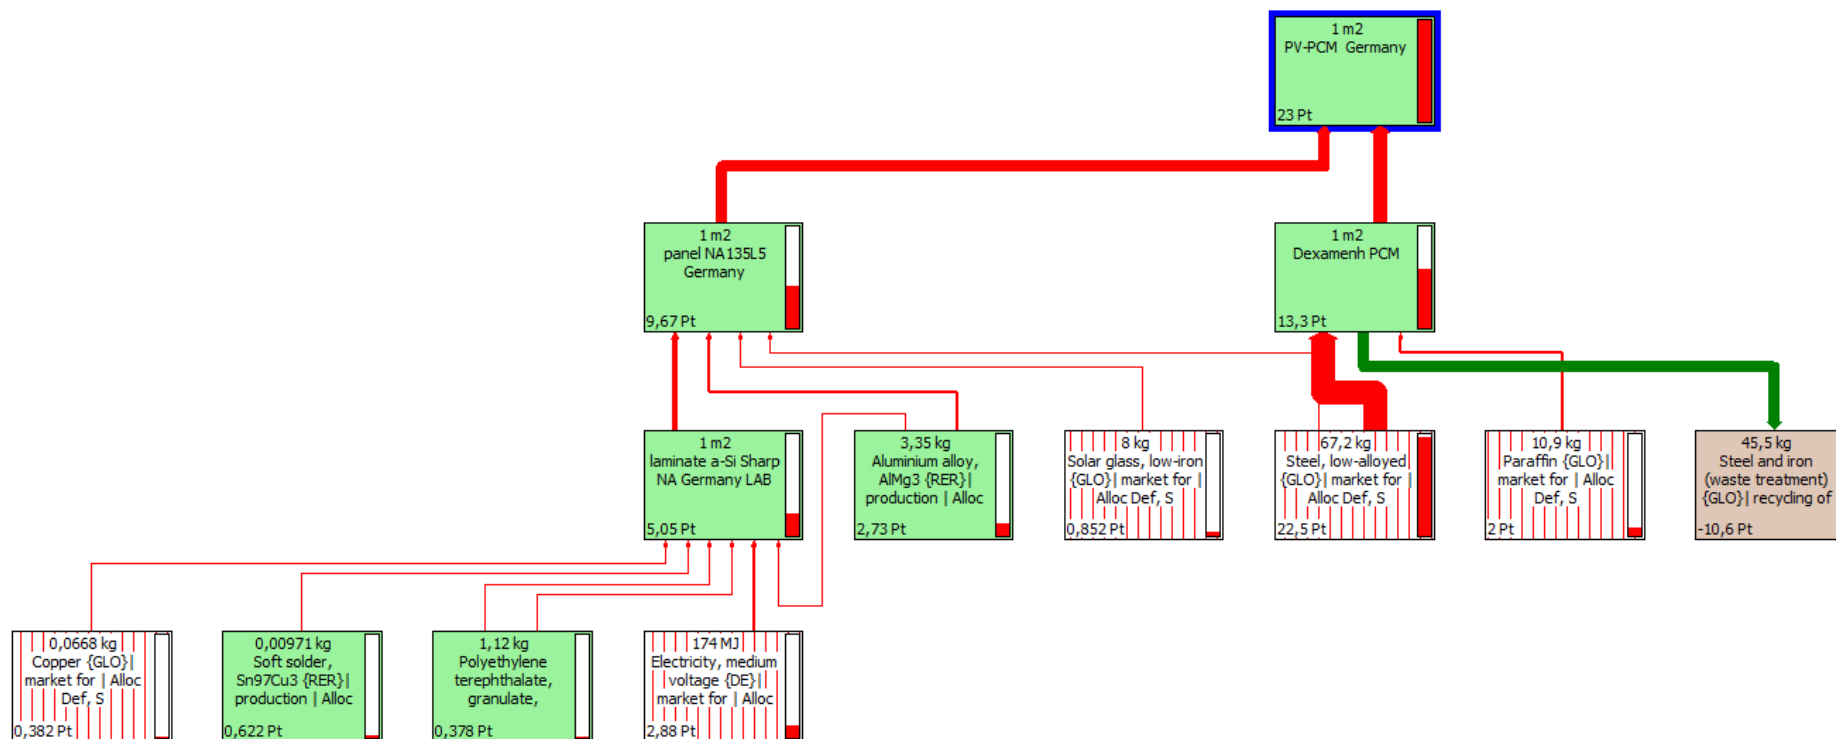 1 m2
PV-PCM Germany
23 Pt
1 m2
panel NA135L5
Germany
9,67 Pt
1 m2
Dexamenh PCM
13,3 Pt
1 m2
laminate a-Si Sharp
NA Germany LAB
5,05 Pt
3,35 kg
Aluminium alloy,
AlMg3 {RER}|
production | Alloc
2,73 Pt
8 kg
Solar glass, low-iron
{GLO}| market for |
Alloc Def, S
0,852 Pt
67,2 kg
Steel, low-alloyed
{GLO}| market for |
Alloc Def, S
22,5 Pt
10,9 kg
Paraffin {GLO}|
market for | Alloc
Def, S
2 Pt
45,5 kg
Steel and iron
(waste treatment)
{GLO}| recycling of
-10,6 Pt
0,0668 kg
Copper {GLO}|
market for | Alloc
Def, S
0,382 Pt
0,00971 kg
Soft solder,
Sn97Cu3 {RER}|
production | Alloc
0,622 Pt
1,12 kg
Polyethylene
terephthalate,
granulate,
0,378 Pt
174 MJ
Electricity, medium
voltage {DE}|
market for | Alloc
2,88 Pt